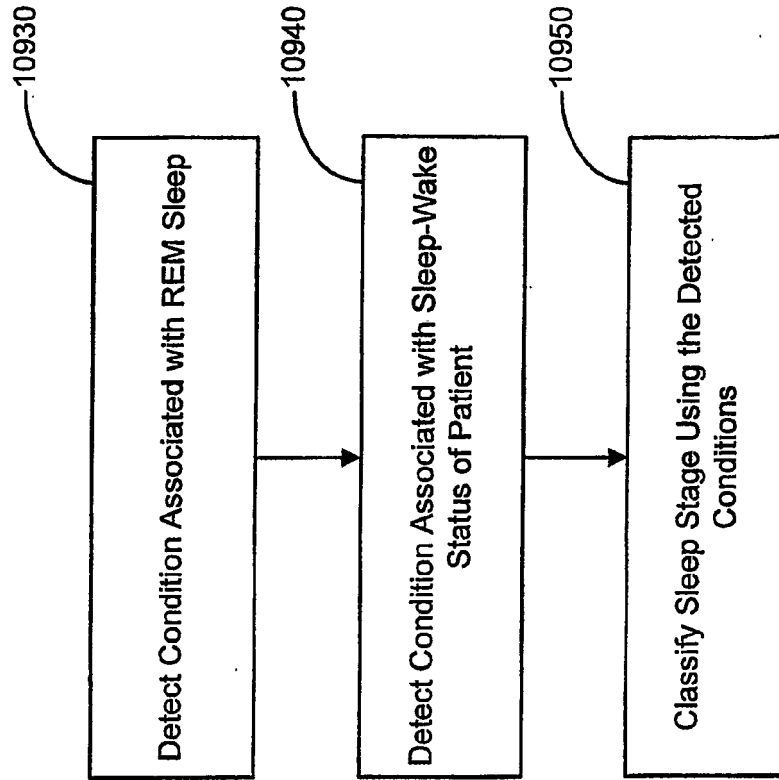 10930
Detect Condition Associated with REM Sleep
10940
Detect Condition Associated with Sleep-Wake
Status of Patient
10950
Classify Sleep Stage Using the Detected
Conditions